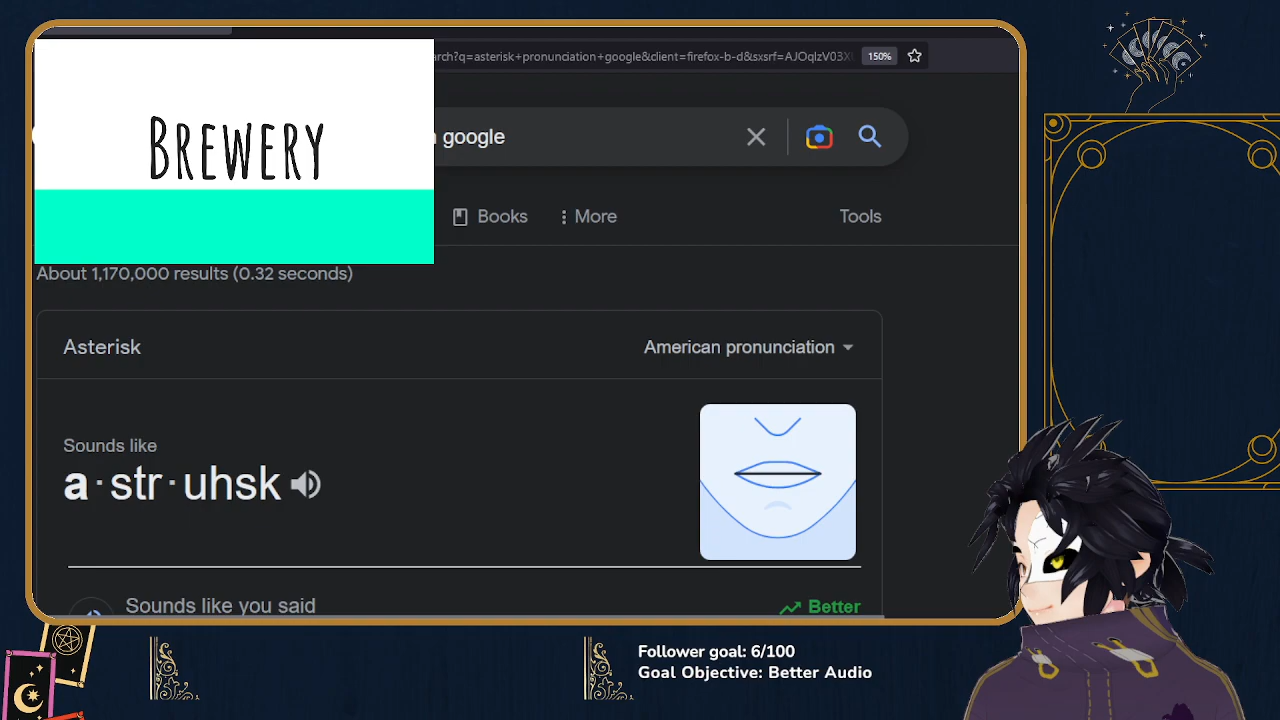 arch?q=asterisk+pronunciation+google&client=firefox-b-d&sxsrf=AJOqlzV03X
150%
BREWERY
google
Books
More
Tools
About 1,170,000 results (0.32 seconds)
Asterisk
American pronunciation
Sounds like
a·str·uhsk
Sounds like you said
Better
Follower goal: 6/100
Goal Objective: Better Audio